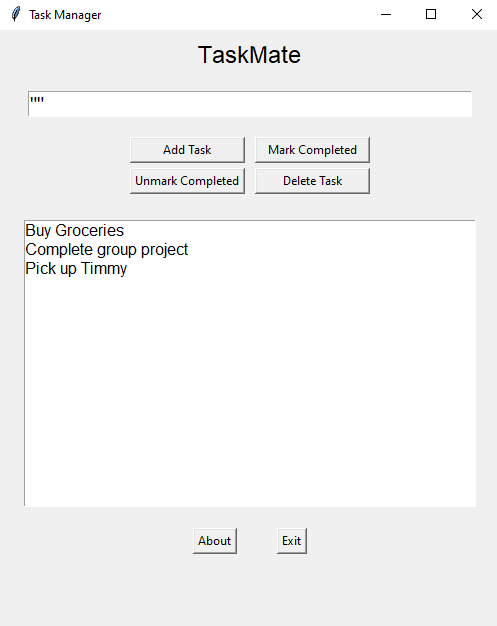 Task Manager
TaskMate
""
Add Task Mark Completed
Unmark Completed Delete Task
Buy Groceries
Complete group project
Pick up Timmy
About Exit